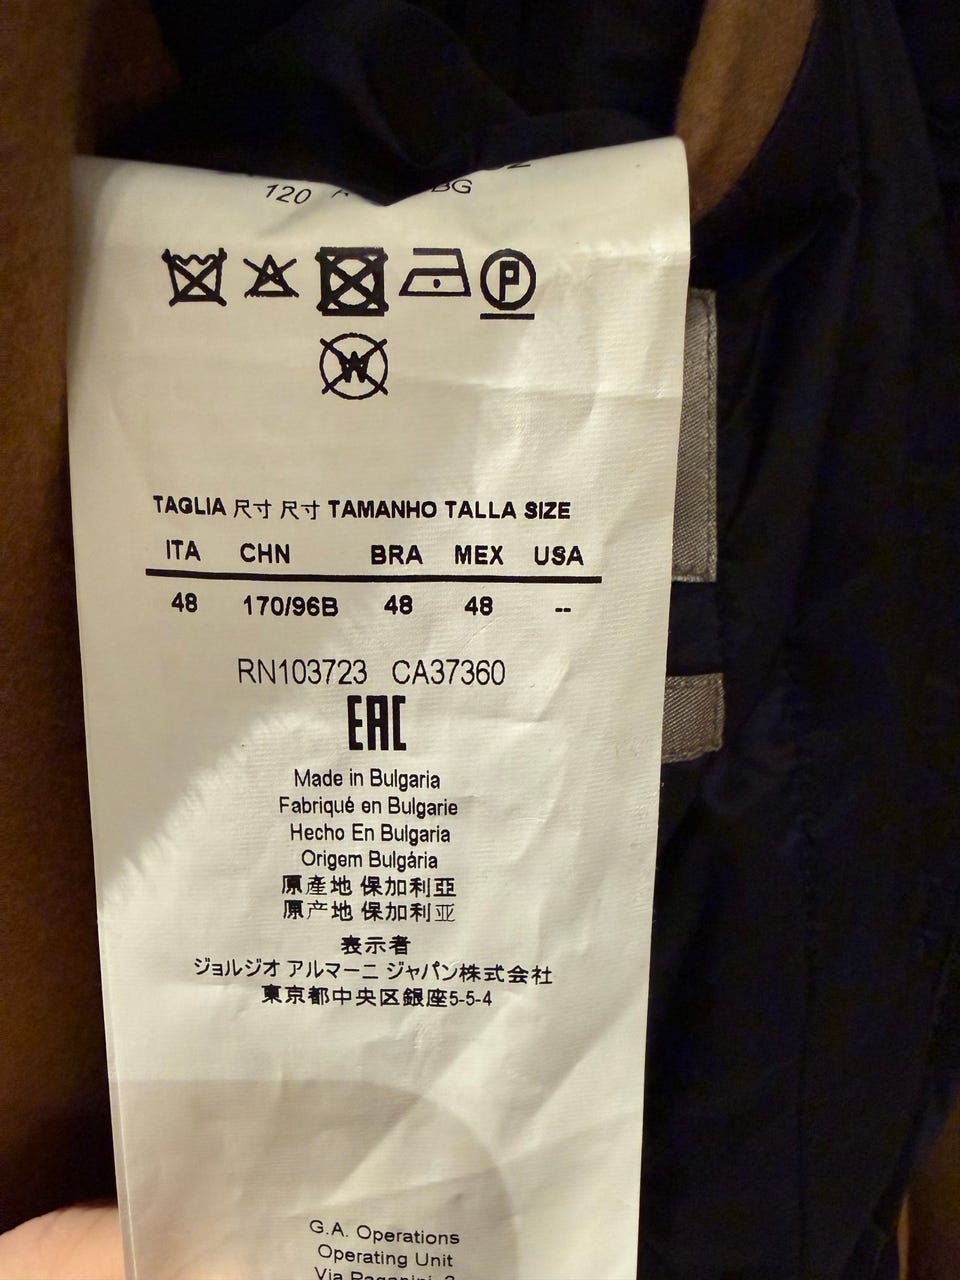 120 BG
P
W
TAGLIA 尺寸 尺寸 TAMANHO TALLA SIZE
ITA CHN BRA MEX USA
48 170/96B 48 48 --
RN103723 CA37360
EAC
Made in Bulgaria
Fabriqué en Bulgarie
Hecho En Bulgaria
Origem Bulgária
原產地 保加利亞
原产地 保加利亚
表示者
ジョルジオ アルマーニ ジャパン株式会社
東京都中央区銀座5-5-4
G.A. Operations
Operating Unit
Via Paganini, 2